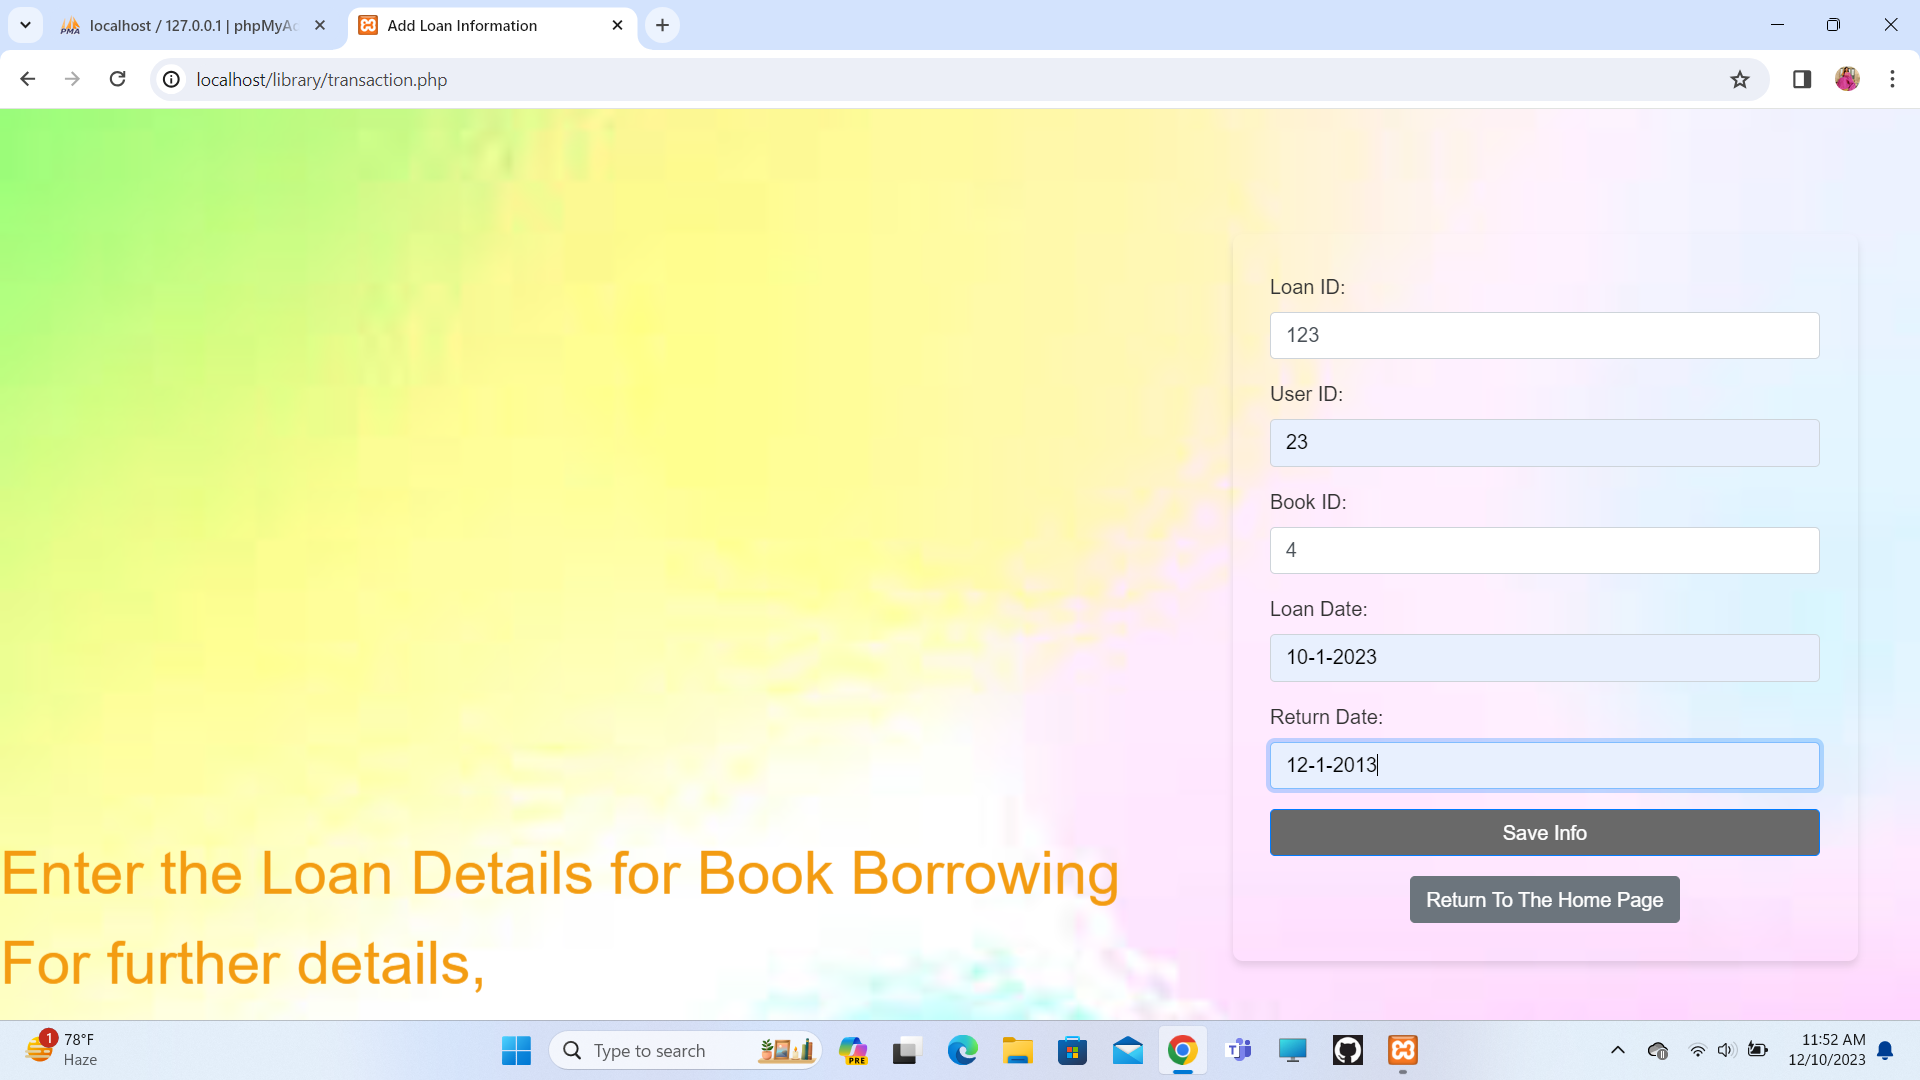 localhost / 127.0.0.1 | phpMyAc
Add Loan Information
localhost/library/transaction.php
Loan ID:
123
User ID:
23
Book ID:
4
Loan Date:
10-1-2023
Return Date:
12-1-2013
Save Info
Return To The Home Page
Enter the Loan Details for Book Borrowing
For further details,
1
78°F
Haze
Type to search
PRE
11:52 AM
12/10/2023